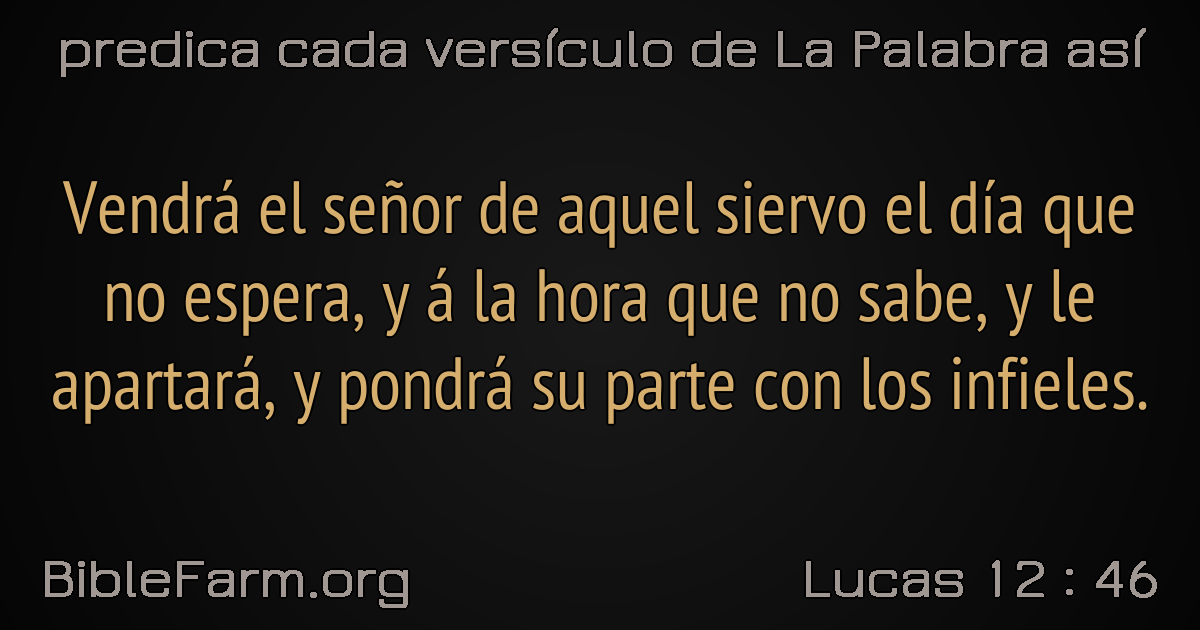 predica cada versículo de La Palabra así
Vendrá el señor de aquel siervo el día que
no espera, y á la hora que no sabe, y le
apartará, y pondrá su parte con los infieles.
BibleFarm.org
Lucas 12 : 46